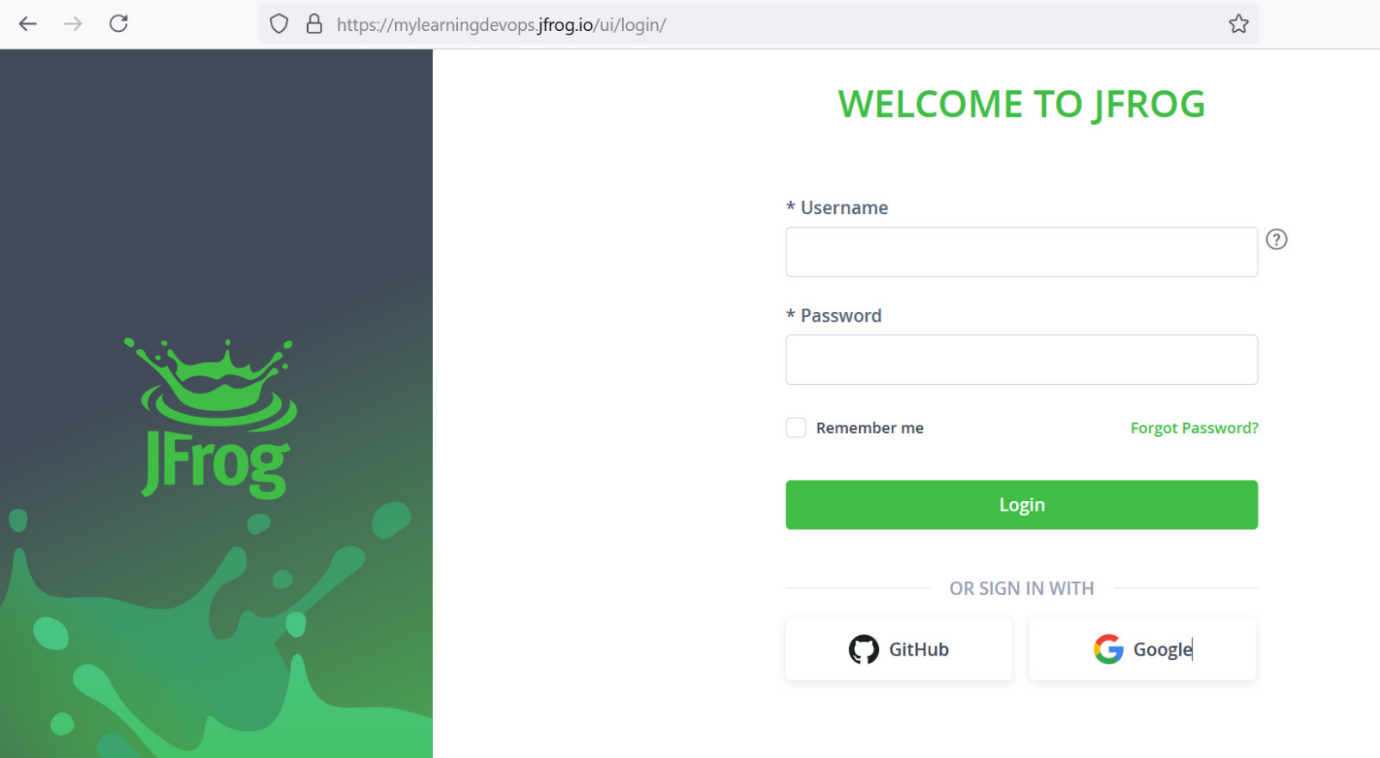 https://mylearningdevops.jfrog.io/ui/login/
WELCOME TO JFROG
* Username
?
* Password
Remember me
Forgot Password?
Login
OR SIGN IN WITH
GitHub
Google
JFrog